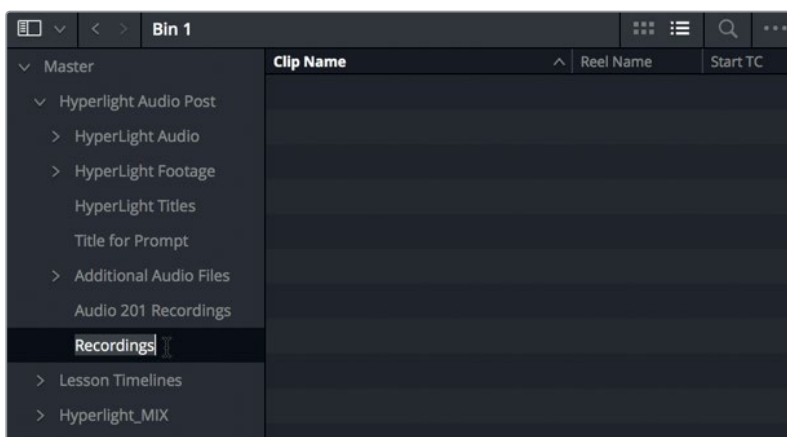 Bin 1
Clip Name Reel Name Start TC
Master
Hyperlight Audio Post
HyperLight Audio
HyperLight Footage
HyperLight Titles
Title for Prompt
Additional Audio Files
Audio 201 Recordings
Recordings
Lesson Timelines
Hyperlight_MIX